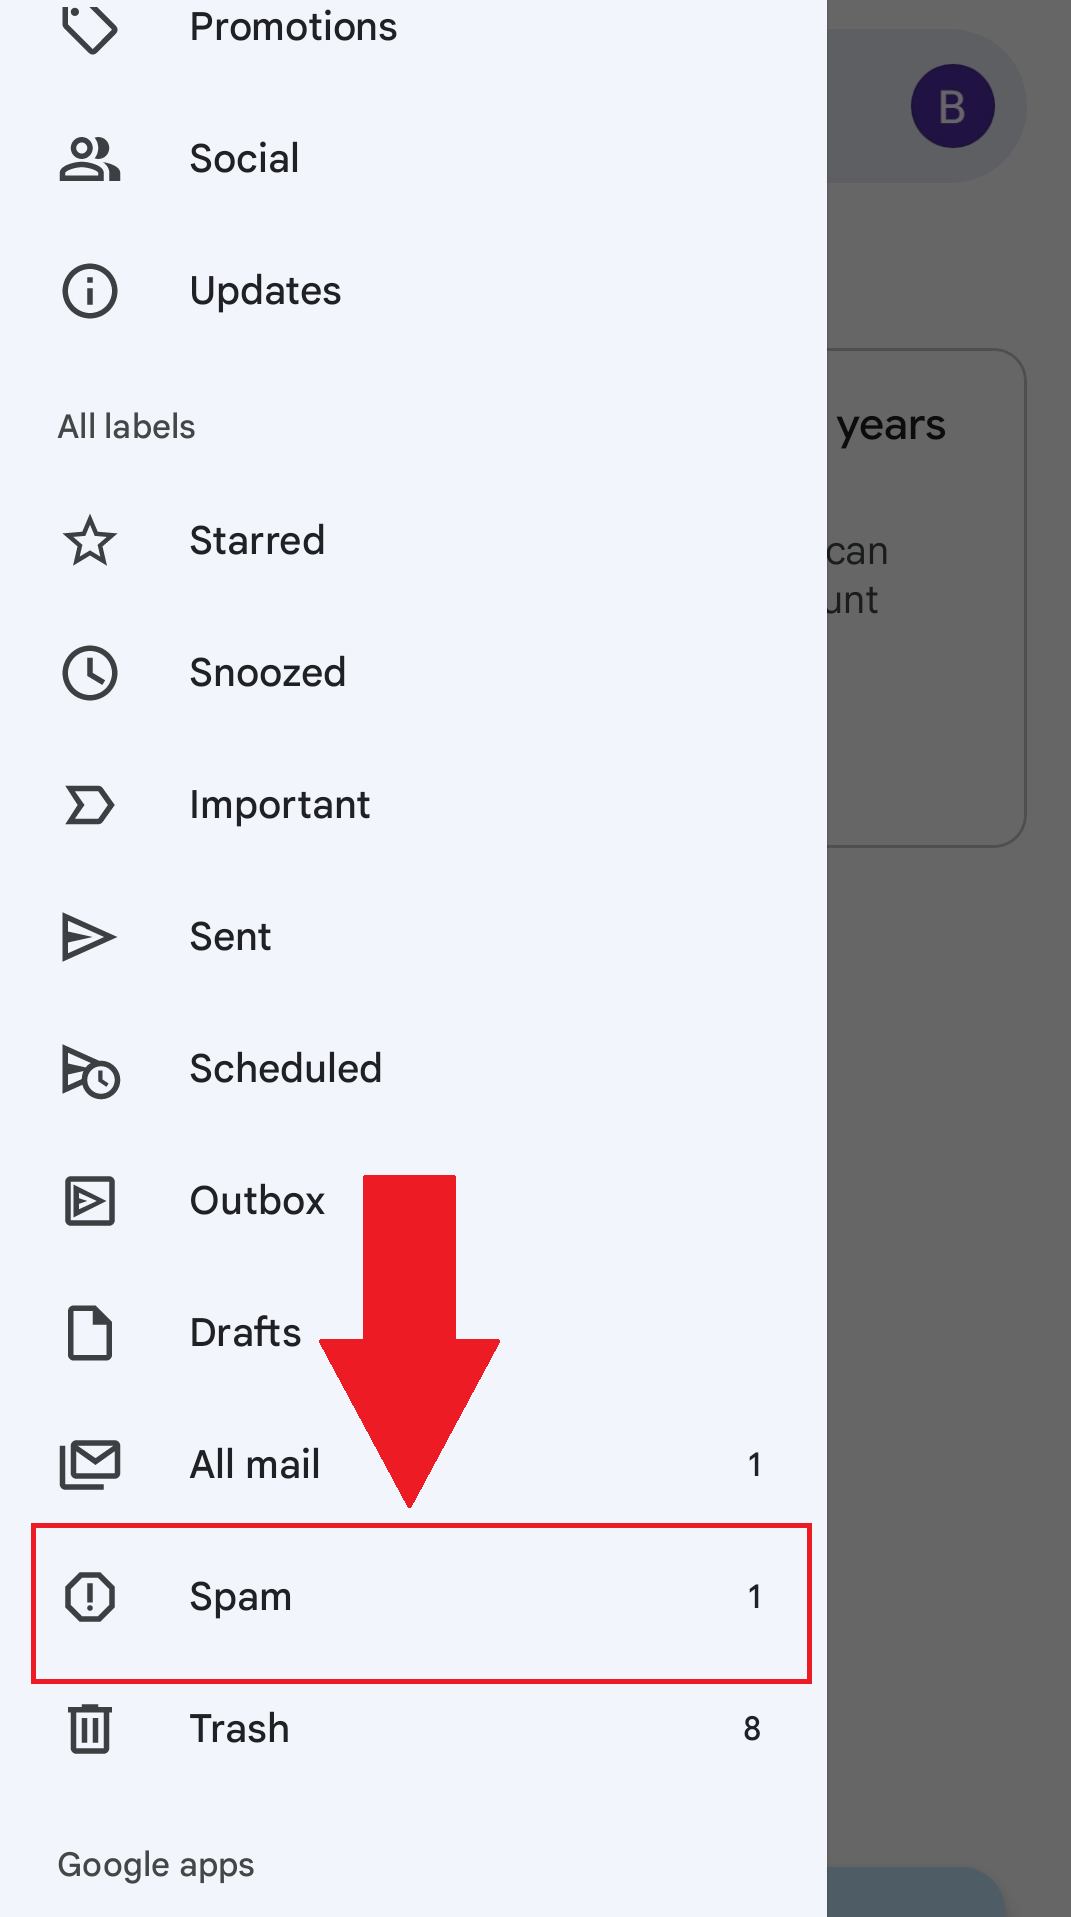 Promotions
B
Social
Updates
All labels
years
Starred
can
unt
Snoozed
Important
Sent
Scheduled
Outbox
Drafts
All mail 1
Spam 1
Trash 8
Google apps